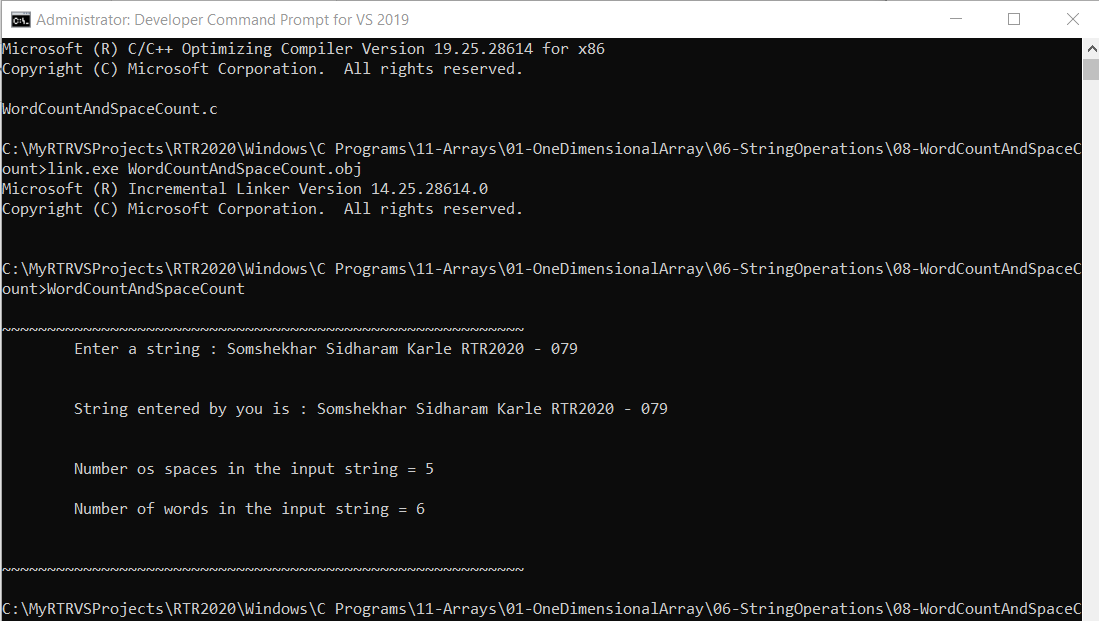 Administrator: Developer Command Prompt for VS 2019
Microsoft (R) C/C++ Optimizing Compiler Version 19.25.28614 for x86
Copyright (C) Microsoft Corporation.  All rights reserved.
WordCountAndSpaceCount.c
C:\MyRTRVSProjects\RTR2020\Windows\C Programs\11-Arrays\01-OneDimensionalArray\06-StringOperations\08-WordCountAndSpaceC
ount>link.exe WordCountAndSpaceCount.obj
Microsoft (R) Incremental Linker Version 14.25.28614.0
Copyright (C) Microsoft Corporation.  All rights reserved.
C:\MyRTRVSProjects\RTR2020\Windows\C Programs\11-Arrays\01-OneDimensionalArray\06-StringOperations\08-WordCountAndSpaceC
ount>WordCountAndSpaceCount
~~~~~~~~~~~~~~~~~~~~~~~~~~~~~~~~~~~~~~~~~~~~~~~~~~~~~~~~~~
Enter a string : Somshekhar Sidharam Karle RTR2020 - 079
String entered by you is : Somshekhar Sidharam Karle RTR2020 - 079
Number os spaces in the input string = 5
Number of words in the input string = 6
~~~~~~~~~~~~~~~~~~~~~~~~~~~~~~~~~~~~~~~~~~~~~~~~~~~~~~~~~~
C:\MyRTRVSProjects\RTR2020\Windows\C Programs\11-Arrays\01-OneDimensionalArray\06-StringOperations\08-WordCountAndSpaceC